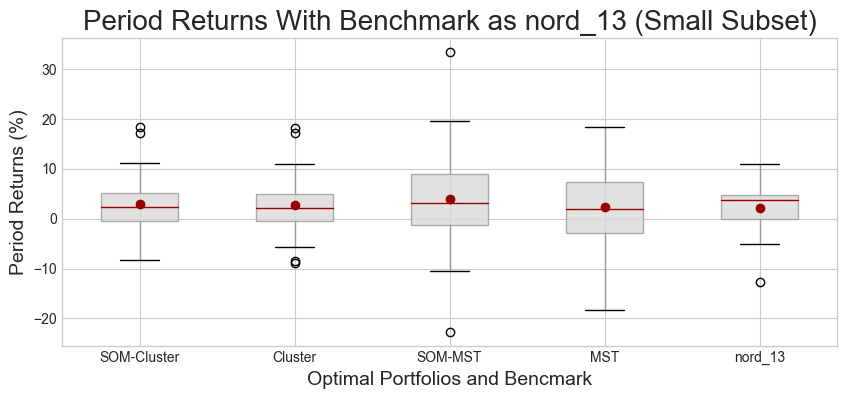 Period Returns With Benchmark as nord_13 (Small Subset)
Period Returns (%)
30
20
10
0
−10
−20
SOM-Cluster
Cluster
SOM-MST
MST
nord_13
Optimal Portfolios and Bencmark